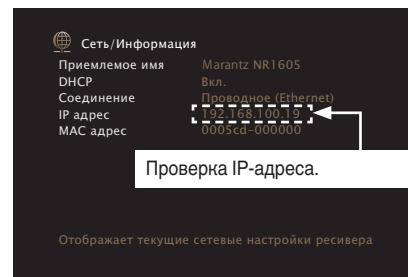 Сеть/Информация
Приемлемое имя Marantz NR1605
DHCP Вкл.
Соединение Проводное (Ethernet)
IP адрес 192.168.100.19
MAC адрес 0005cd-000000
Проверка IP-адреса.
Отображает текущие сетевые настройки ресивера